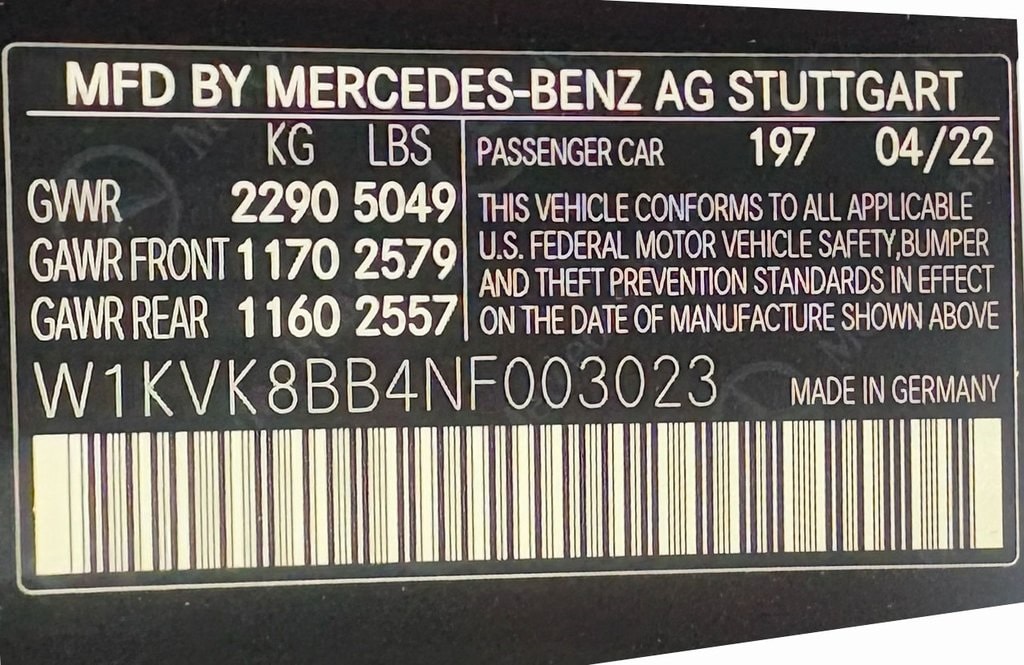 MFD BY MERCEDES-BENZ AG STUTTGART
KG LBS
GVWR 2290 5049
GAWR FRONT 1170 2579
GAWR REAR 1160 2557
PASSENGER CAR 197 04/22
THIS VEHICLE CONFORMS TO ALL APPLICABLE
U.S. FEDERAL MOTOR VEHICLE SAFETY,BUMPER
AND THEFT PREVENTION STANDARDS IN EFFECT
ON THE DATE OF MANUFACTURE SHOWN ABOVE
W1KVK8BB4NF003023
MADE IN GERMANY